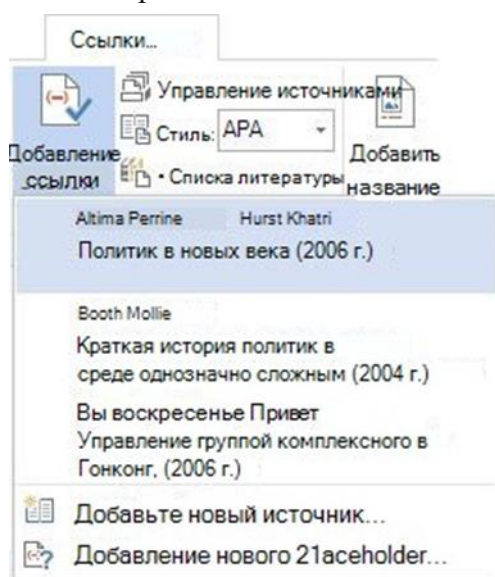 Ссылки...
Управление источниками
Стиль: APA
Добавление
ссылки
• Списка литературы
Добавить
название
Altima Perrine Hurst Khatri
Политик в новых века (2006 г.)
Booth Mollie
Краткая история политик в
среде однозначно сложным (2004 г.)
Вы воскресенье Привет
Управление группой комплексного в
Гонконг, (2006 г.)
Добавьте новый источник...
Добавление нового 21aceholder...